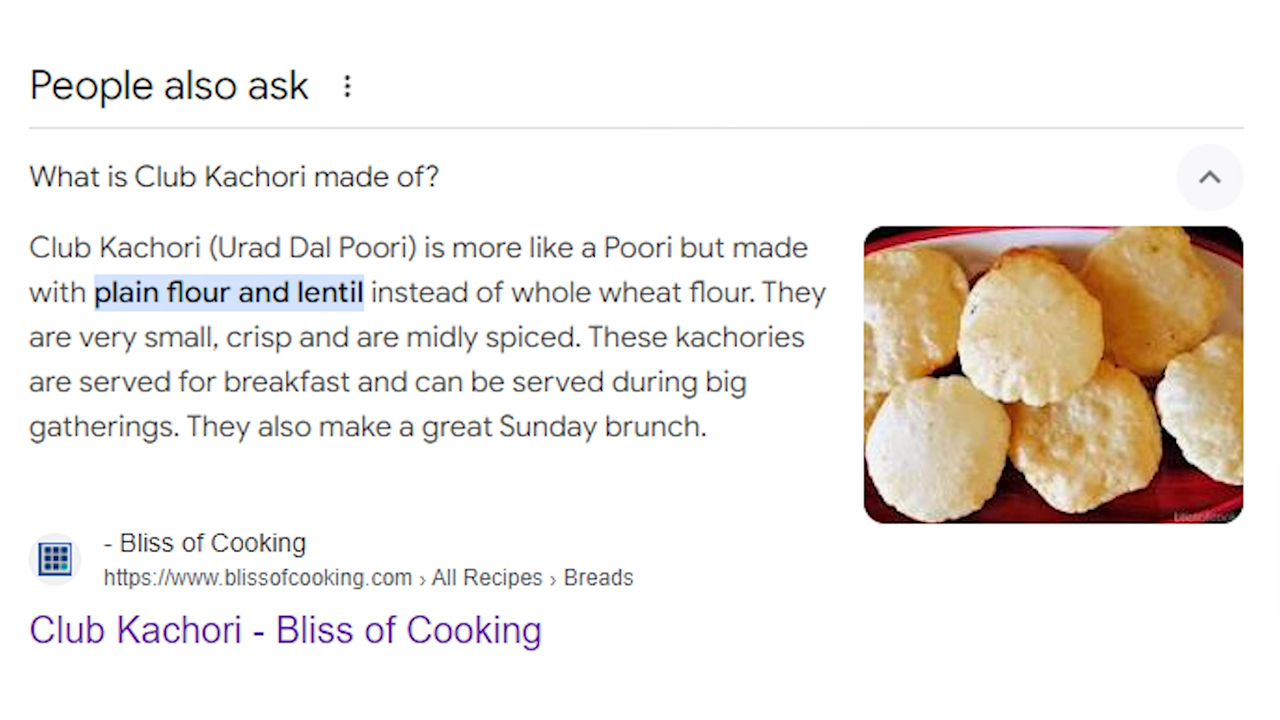 People also ask
What is Club Kachori made of?
Club Kachori (Urad Dal Poori) is more like a Poori but made
with plain flour and lentil instead of whole wheat flour. They
are very small, crisp and are midly spiced. These kachories
are served for breakfast and can be served during big
gatherings. They also make a great Sunday brunch.
- Bliss of Cooking
https://www.blissofcooking.com › All Recipes › Breads
Club Kachori - Bliss of Cooking